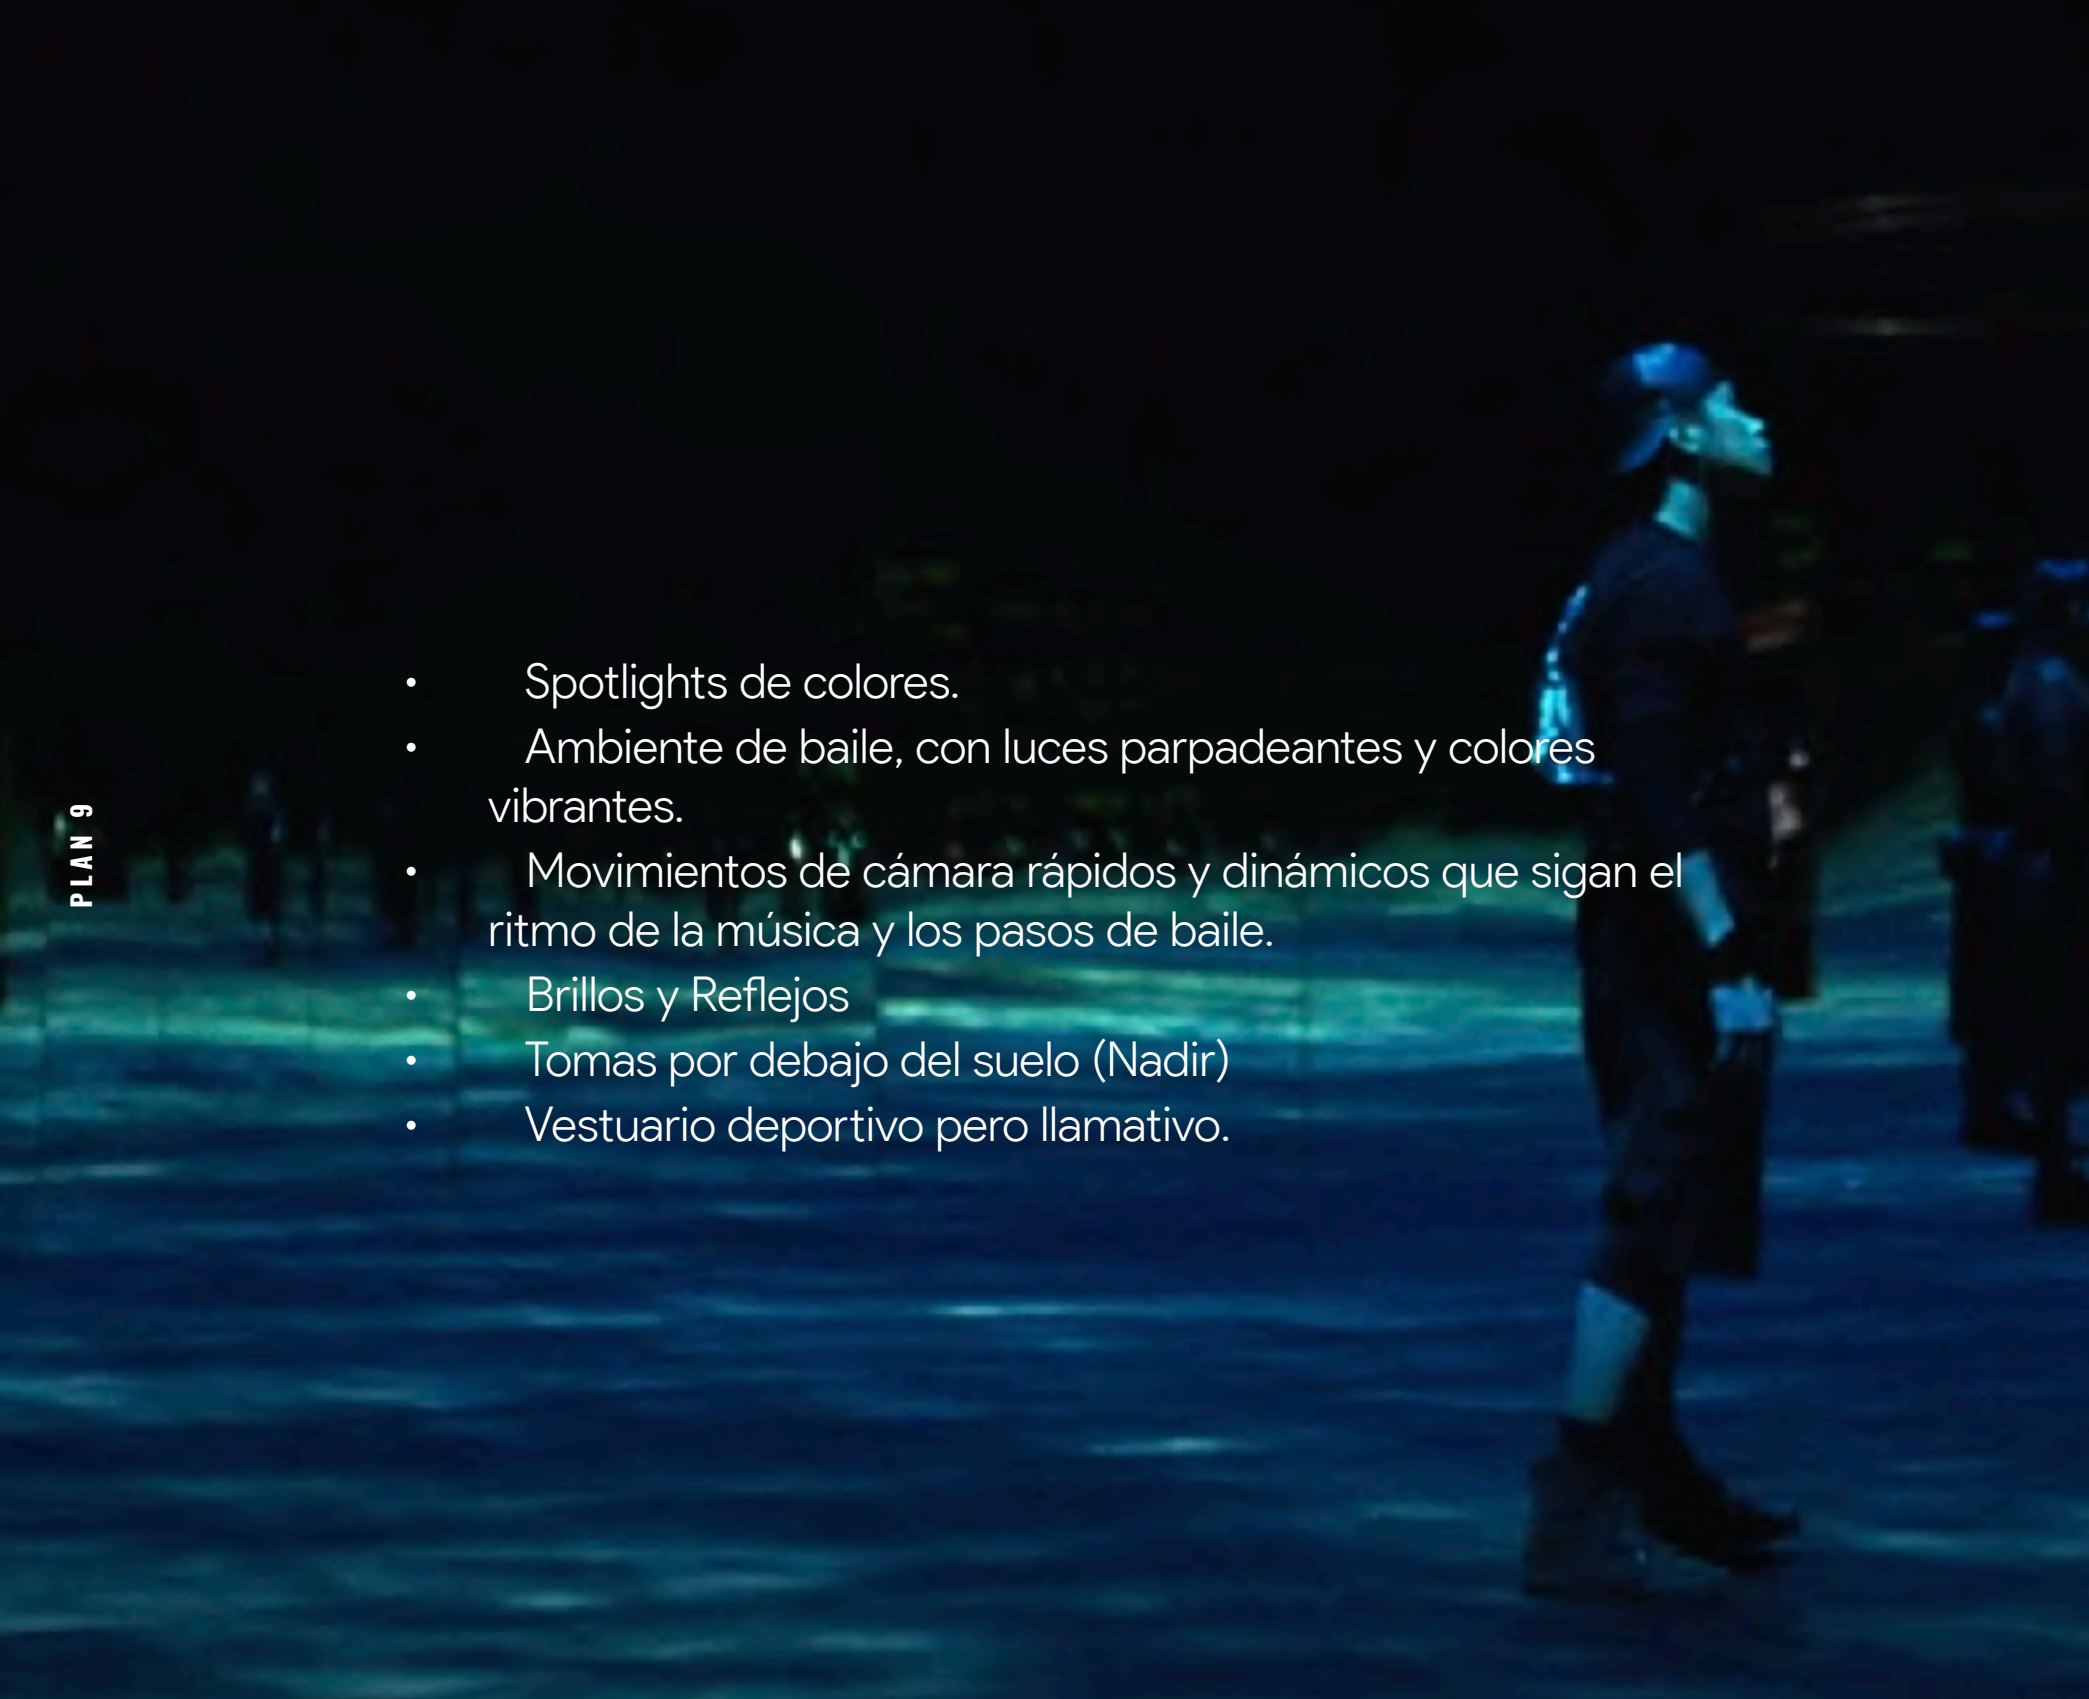 PLAN 9
• Spotlights de colores.
• Ambiente de baile, con luces parpadeantes y colores
vibrantes.
• Movimientos de cámara rápidos y dinámicos que sigan el
ritmo de la música y los pasos de baile.
• Brillos y Reflejos
• Tomas por debajo del suelo (Nadir)
• Vestuario deportivo pero llamativo.